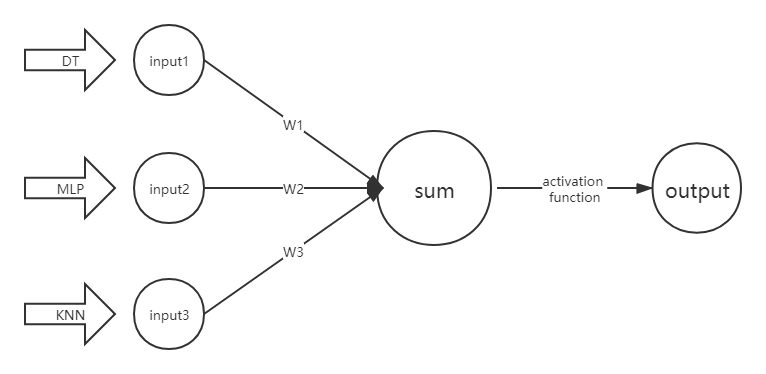 DT
input1
W1
MLP
input2
W2
sum
activation
function
output
W3
KNN
input3